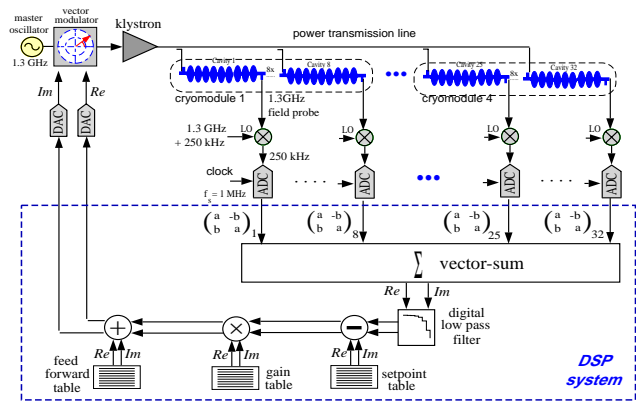 master oscillator
1.3 GHz
vector modulator
klystron
power transmission line
Cavity 1
8x
Cavity 8
Cavity 25
8x
Cavity 32
cryomodule 1
1.3GHz field probe
cryomodule 4
Im
Re
DAC
DAC
1.3 GHz + 250 kHz
LO
LO
LO
LO
250 kHz
clock
f s = 1 MHz
ADC
ADC
ADC
ADC
( a -b
b a ) 1
( a -b
b a ) 8
( a -b
b a ) 25
( a -b
b a ) 32
Σ vector-sum
Re
Im
digital low pass filter
+
×
−
Re
Im
Re
Im
Re
Im
feed forward table
gain table
setpoint table
DSP system